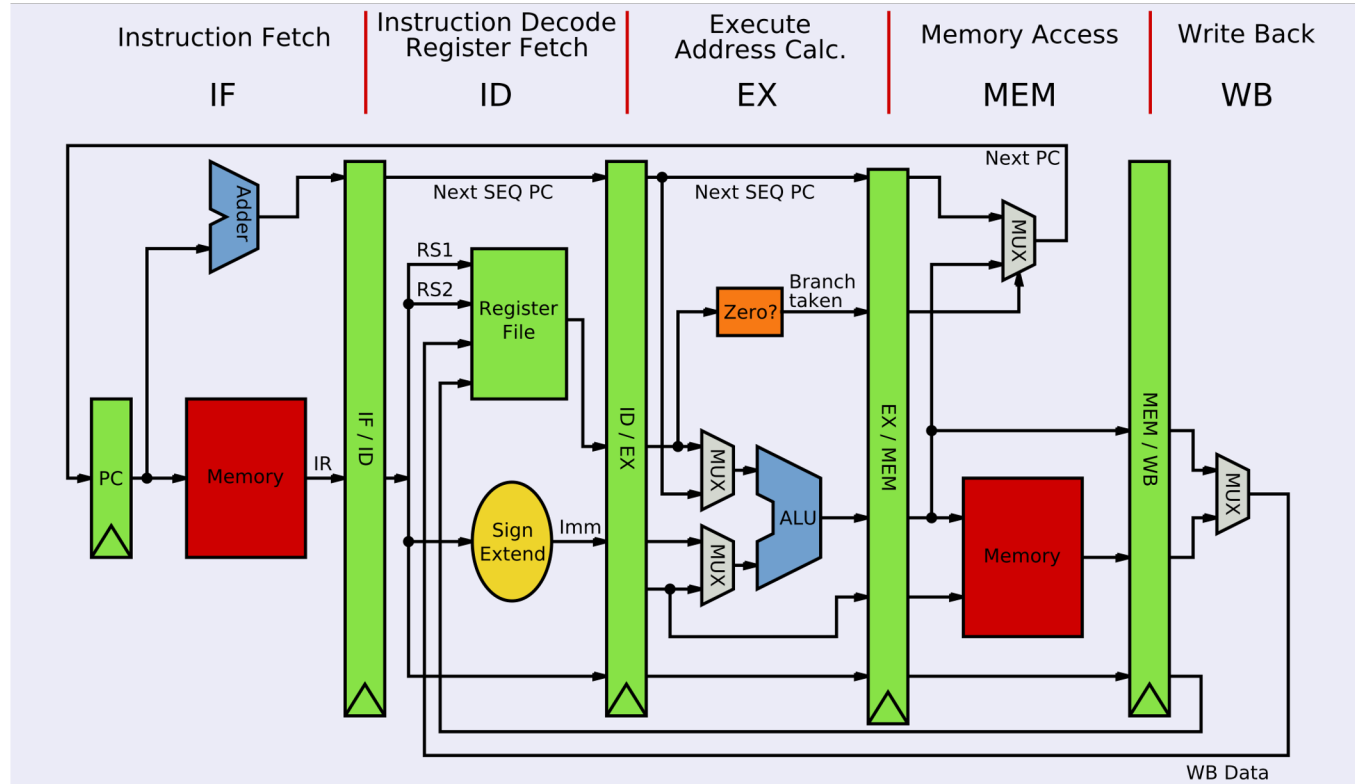 Instruction Fetch
IF
Instruction Decode
Register Fetch
ID
Execute
Address Calc.
EX
Memory Access
MEM
Write Back
WB
Next PC
Adder
Next SEQ PC
Next SEQ PC
MUX
RS1
RS2
Register
File
Branch
taken
Zero?
IF / ID
ID / EX
EX / MEM
MEM / WB
PC
Memory
IR
MUX
ALU
MUX
Sign
Extend
Imm
MUX
Memory
MUX
WB Data